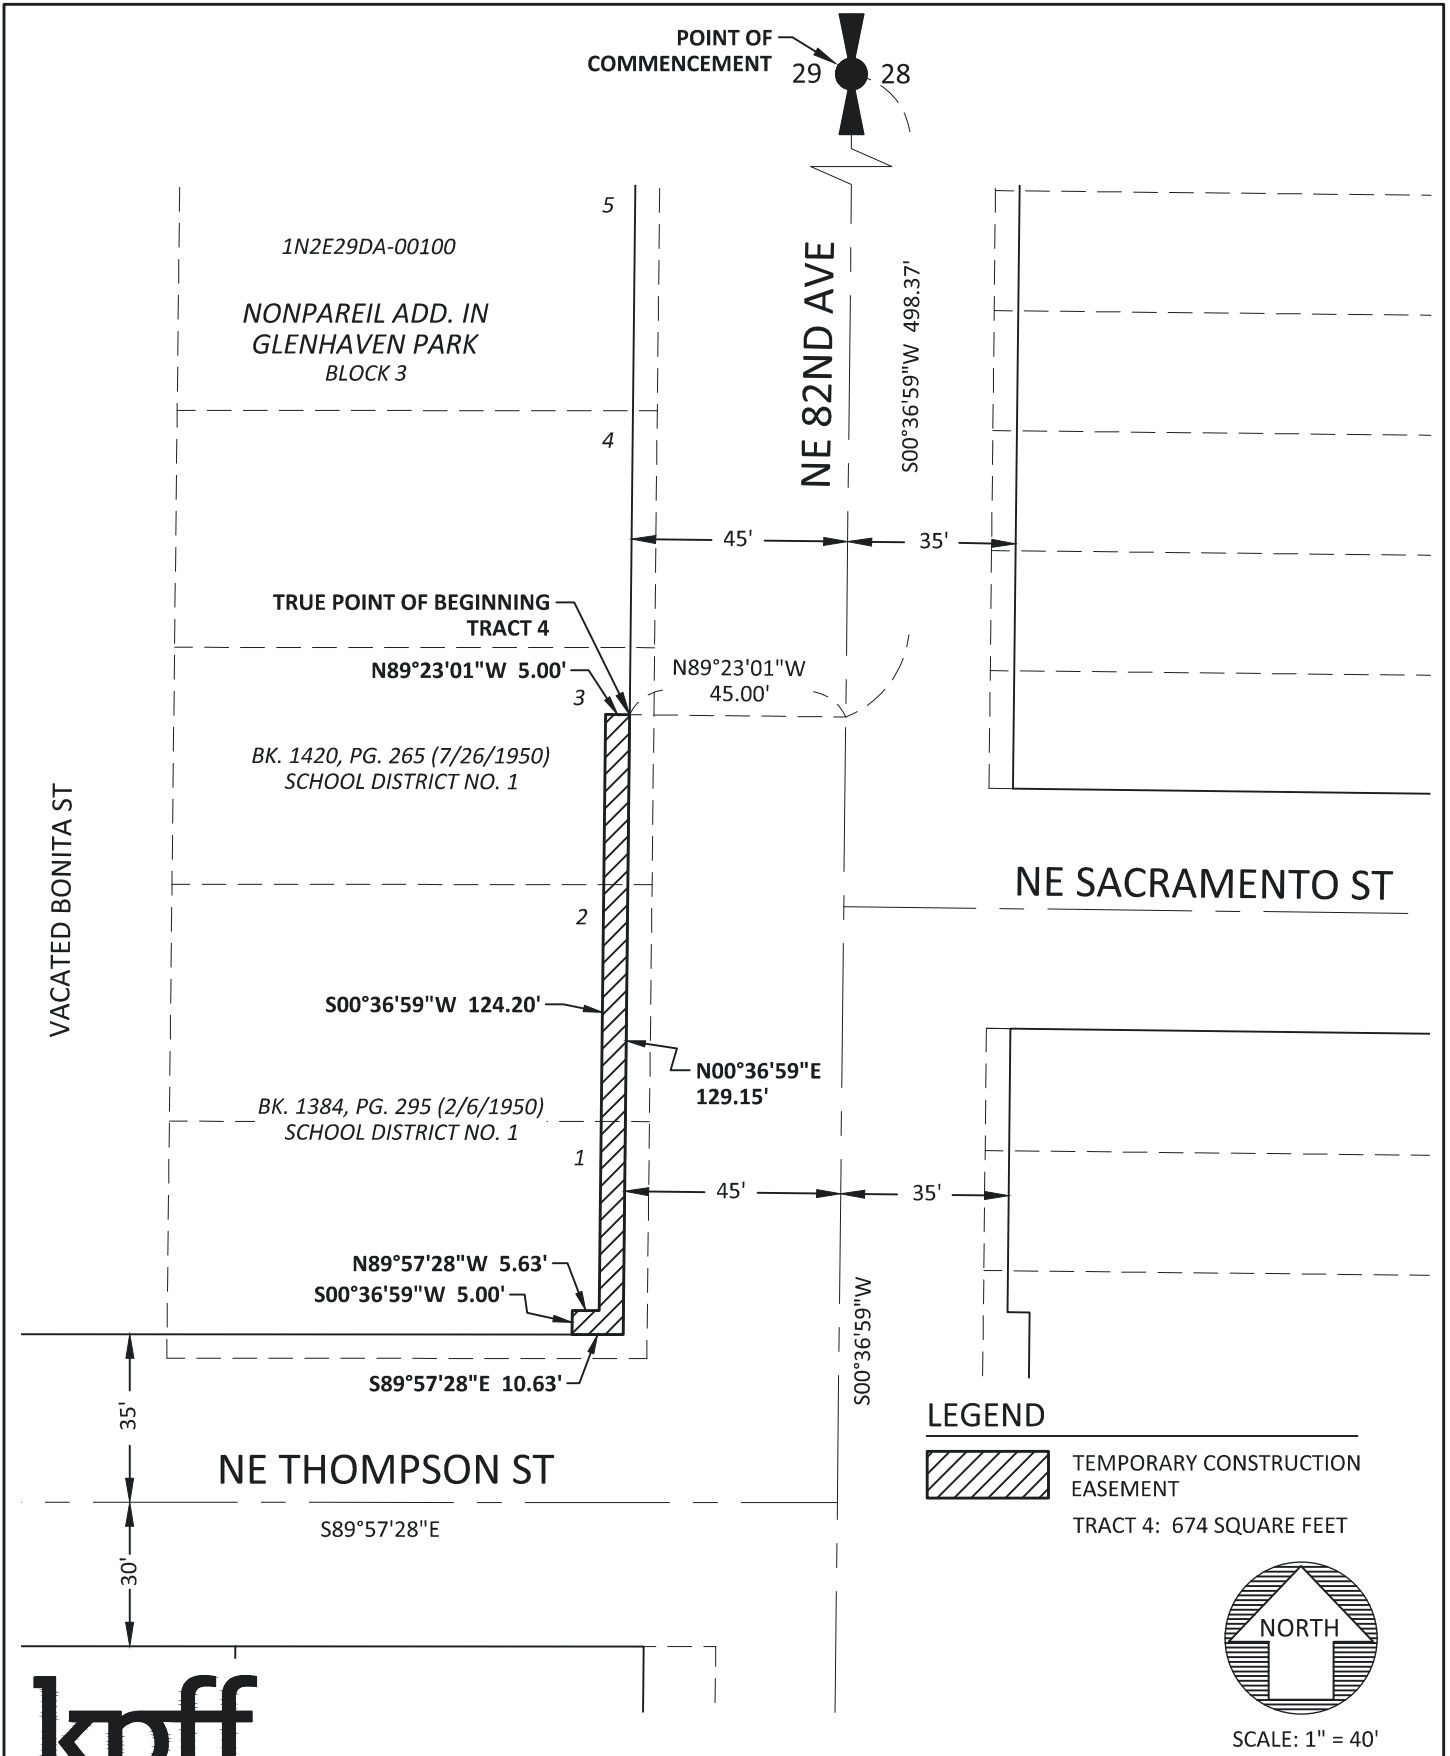 POINT OF
COMMENCEMENT
29
28
5
1N2E29DA-00100
NONPAREIL ADD. IN
GLENHAVEN PARK
BLOCK 3
NE 82ND AVE
S00°36'59"W 498.37'
4
45'
35'
TRUE POINT OF BEGINNING
TRACT 4
N89°23'01"W 5.00'
N89°23'01"W
45.00'
3
BK. 1420, PG. 265 (7/26/1950)
SCHOOL DISTRICT NO. 1
VACATED BONITA ST
NE SACRAMENTO ST
2
S00°36'59"W 124.20'
N00°36'59"E
129.15'
BK. 1384, PG. 295 (2/6/1950)
SCHOOL DISTRICT NO. 1
1
45'
35'
N89°57'28"W 5.63'
S00°36'59"W 5.00'
S00°36'59"W
S89°57'28"E 10.63'
35'
LEGEND
NE THOMPSON ST
TEMPORARY CONSTRUCTION
EASEMENT
S89°57'28"E
TRACT 4: 674 SQUARE FEET
30'
NORTH
kpff
SCALE: 1" = 40'